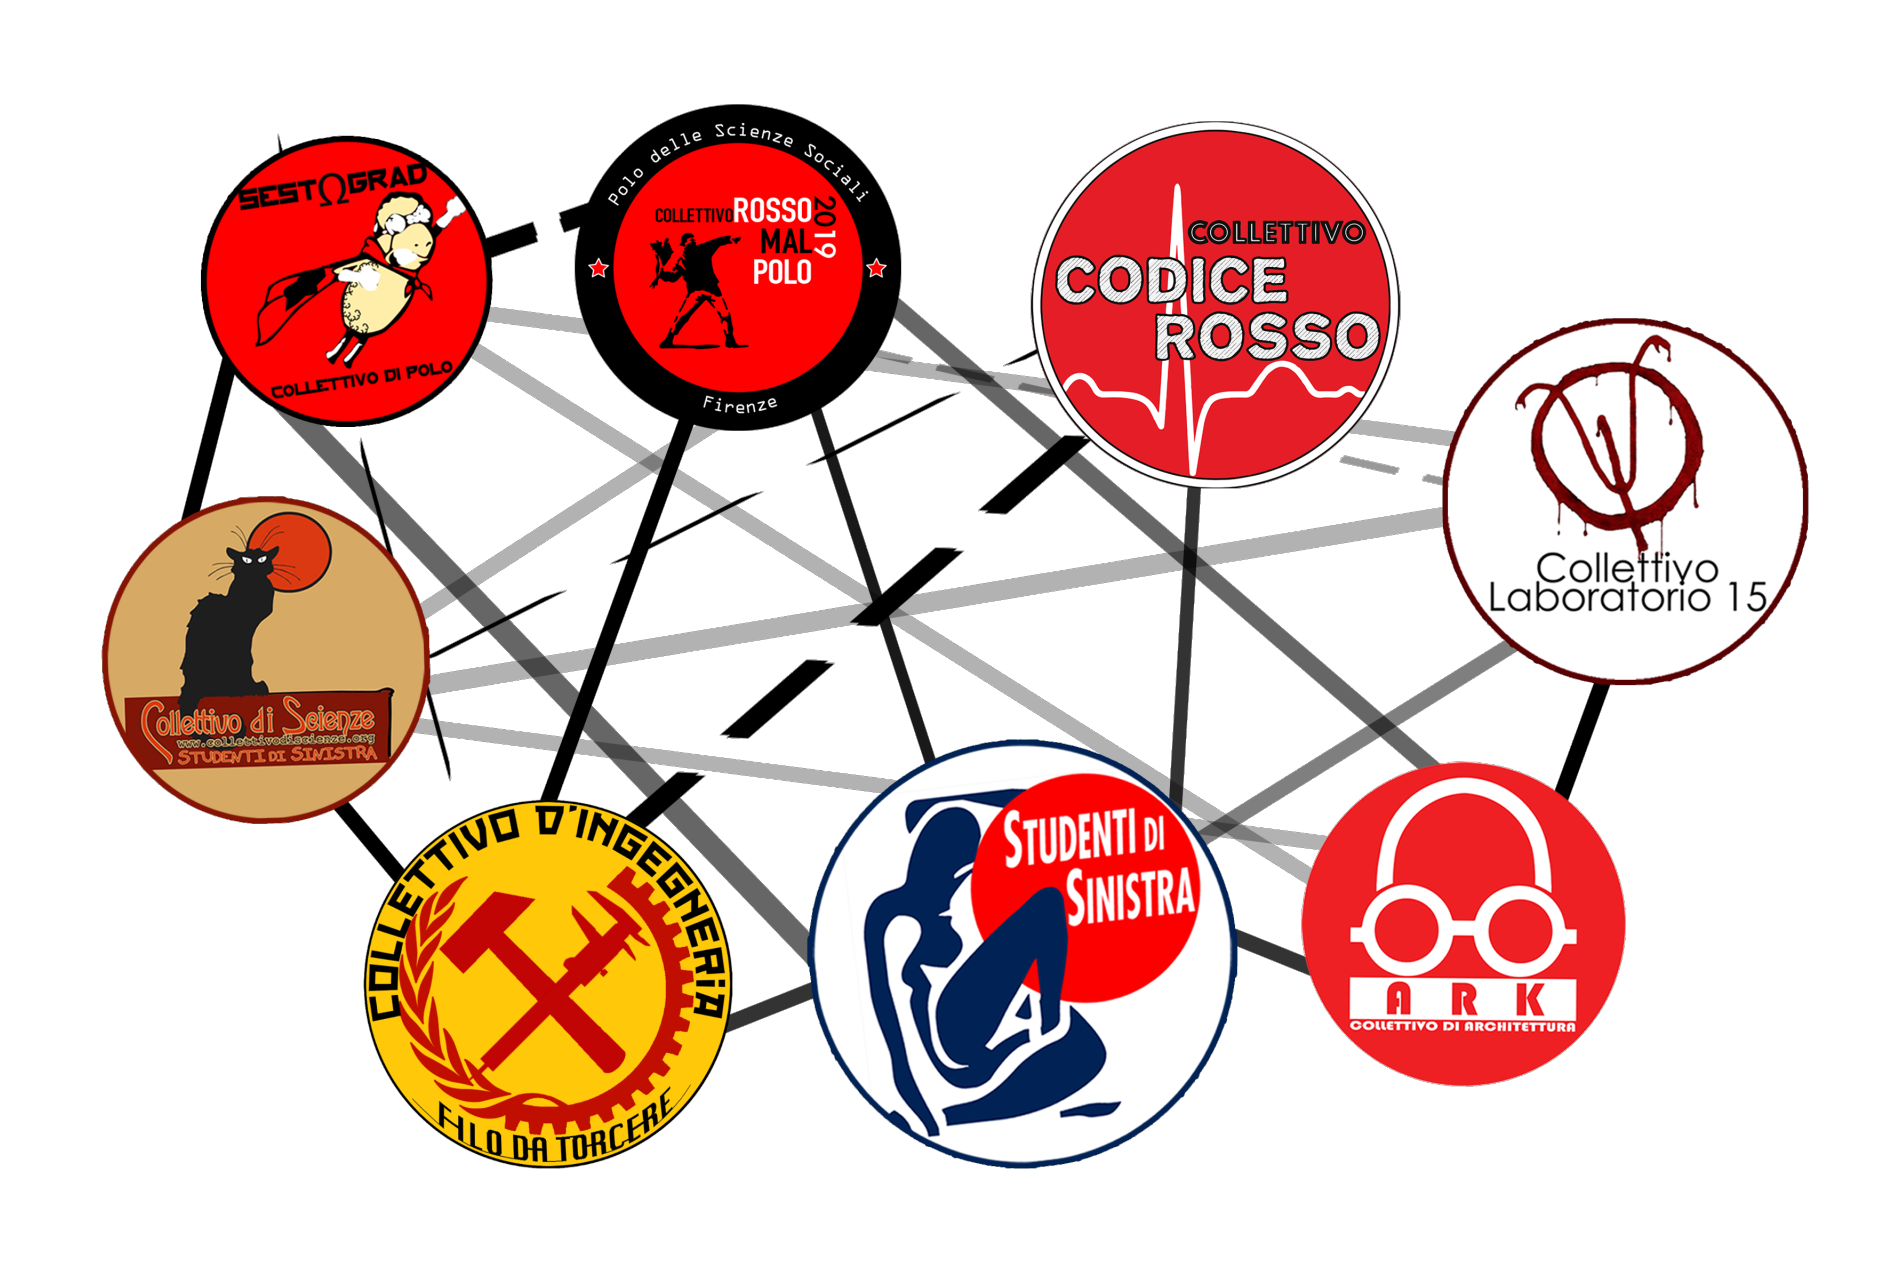 SESTΩGRAD
COLLETTIVO DI POLO
Polo delle Scienze Sociali
COLLETTIVO ROSSO
MAL
POLO
2019
Firenze
COLLETTIVO
CODICE
ROSSO
Collettivo
Laboratorio 15
Collettivo di Scienze
www.collettivodiscienze.org
STUDENTI DI SINISTRA
COLLETTIVO D'INGEGNERiA
FILO DA TORCERE
STUDENTI DI
SINISTRA
ARK
COLLETTIVO DI ARCHITETTURA